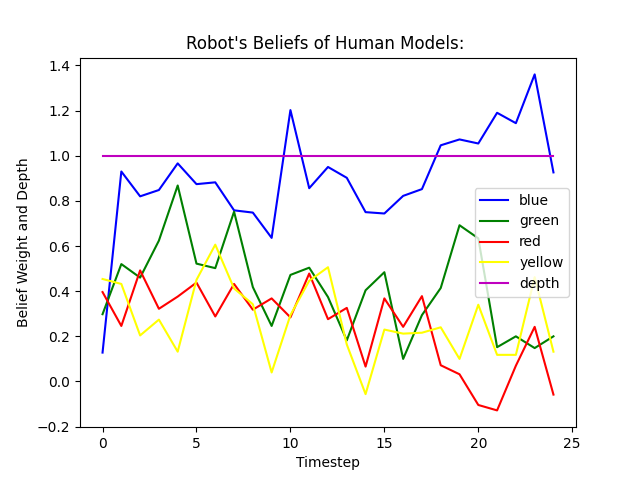 Robot's Beliefs of Human Models:
Belief Weight and Depth
1.4
1.2
1.0
0.8
0.6
0.4
0.2
0.0
−0.2
blue
green
red
yellow
depth
0 5 10 15 20 25
Timestep